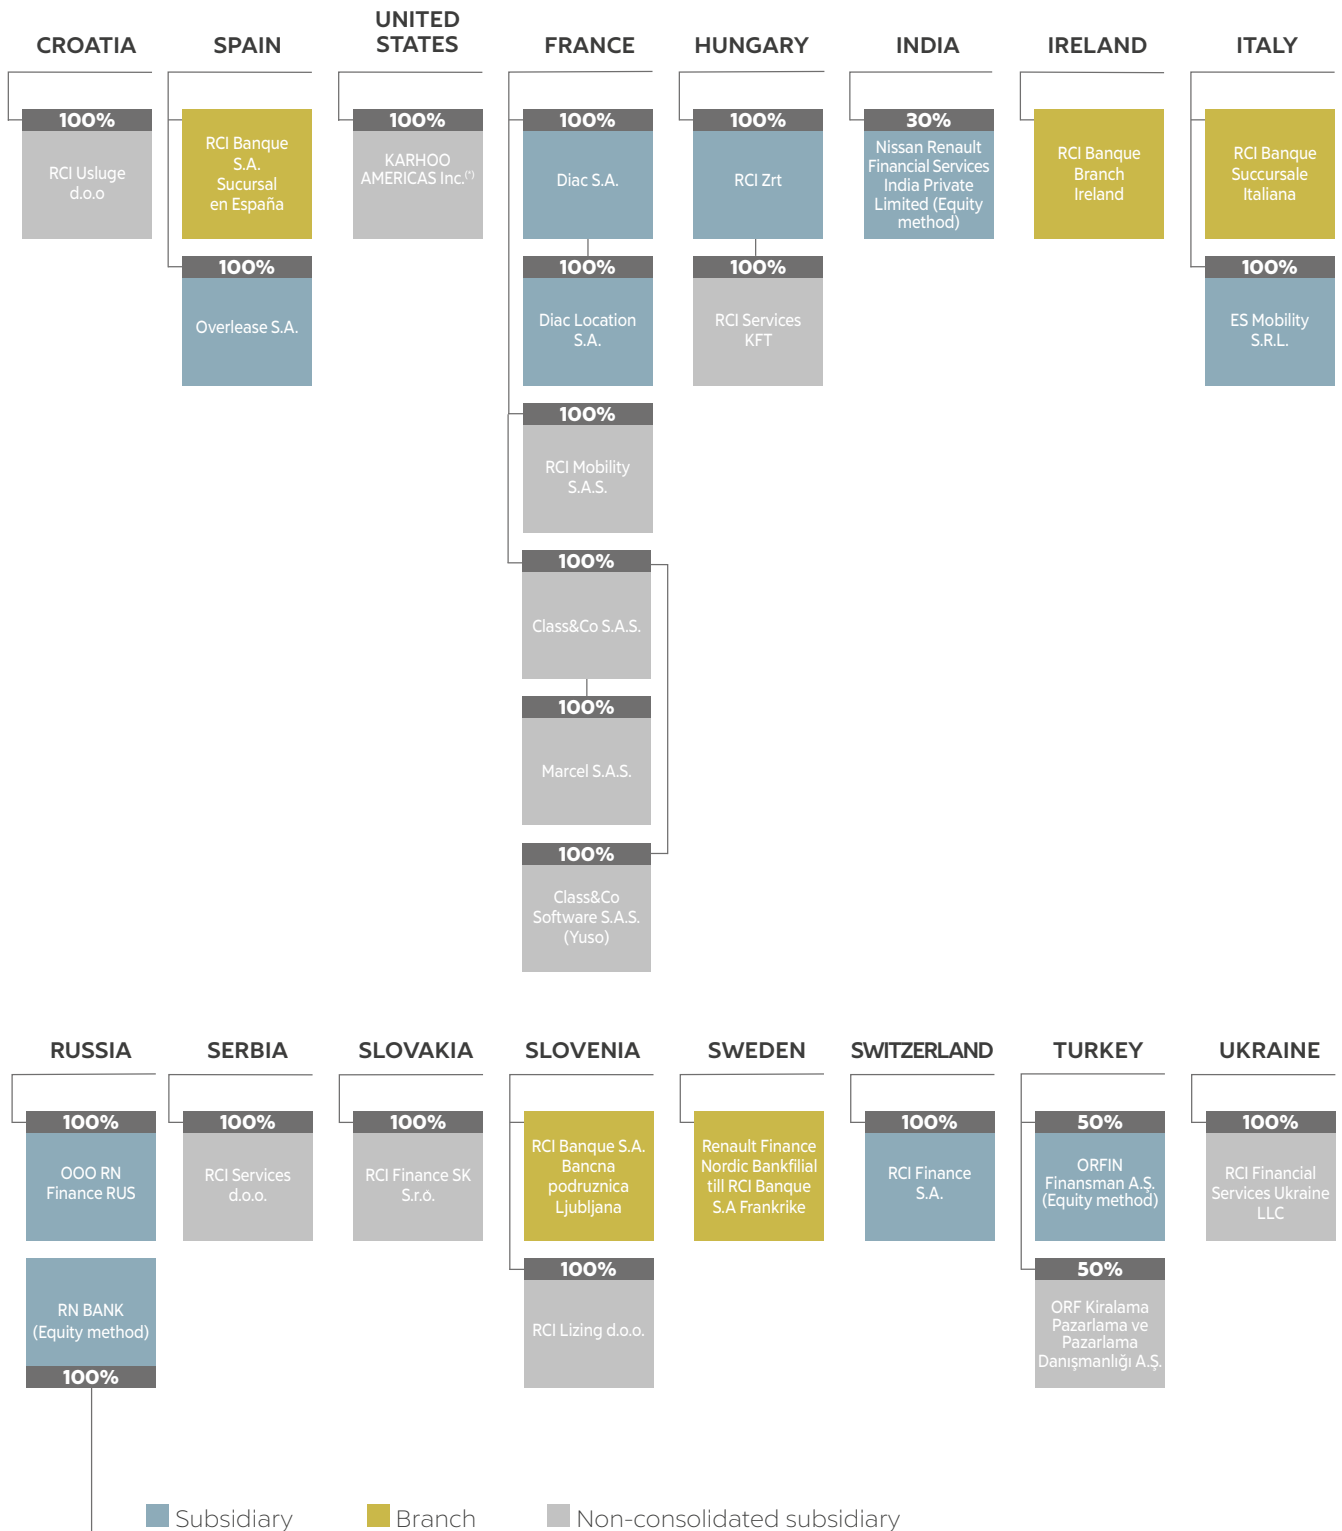 CROATIA
SPAIN
UNITED
STATES
FRANCE
HUNGARY
INDIA
IRELAND
ITALY
100%
RCI Usluge
d.o.o
RCI Banque
S.A.
Sucursal
en España
100%
Overlease S.A.
100%
KARHOO
AMERICAS Inc.(*)
100%
Diac S.A.
100%
Diac Location
S.A.
100%
RCI Mobility
S.A.S.
100%
Class&Co S.A.S.
100%
Marcel S.A.S.
100%
Class&Co
Software S.A.S.
(Yuso)
100%
RCI Zrt
100%
RCI Services
KFT
30%
Nissan Renault
Financial Services
India Private
Limited (Equity
method)
RCI Banque
Branch
Ireland
RCI Banque
Succursale
Italiana
100%
ES Mobility
S.R.L.
RUSSIA
SERBIA
SLOVAKIA
SLOVENIA
SWEDEN
SWITZERLAND
TURKEY
UKRAINE
100%
OOO RN
Finance RUS
RN BANK
(Equity method)
100%
100%
RCI Services
d.o.o.
100%
RCI Finance SK
S.r.ó.
RCI Banque S.A.
Bancna
podruznica
Ljubljana
100%
RCI Lizing d.o.o.
Renault Finance
Nordic Bankfilial
till RCI Banque
S.A Frankrike
100%
RCI Finance
S.A.
50%
ORFIN
Finansman A.Ş.
(Equity method)
50%
ORF Kiralama
Pazarlama ve
Pazarlama
Danışmanlığı A.Ş.
100%
RCI Financial
Services Ukraine
LLC
Subsidiary
Branch
Non-consolidated subsidiary